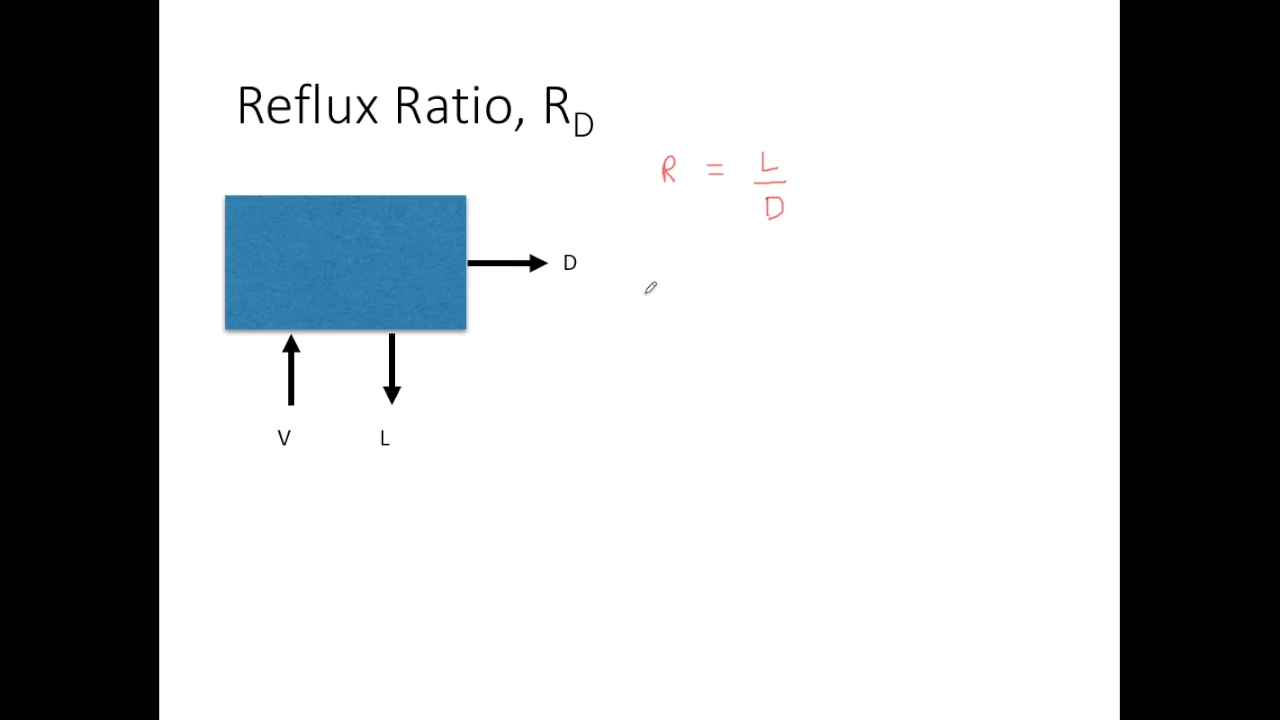 Reflux Ratio, R_D
R = L/D
D
V L